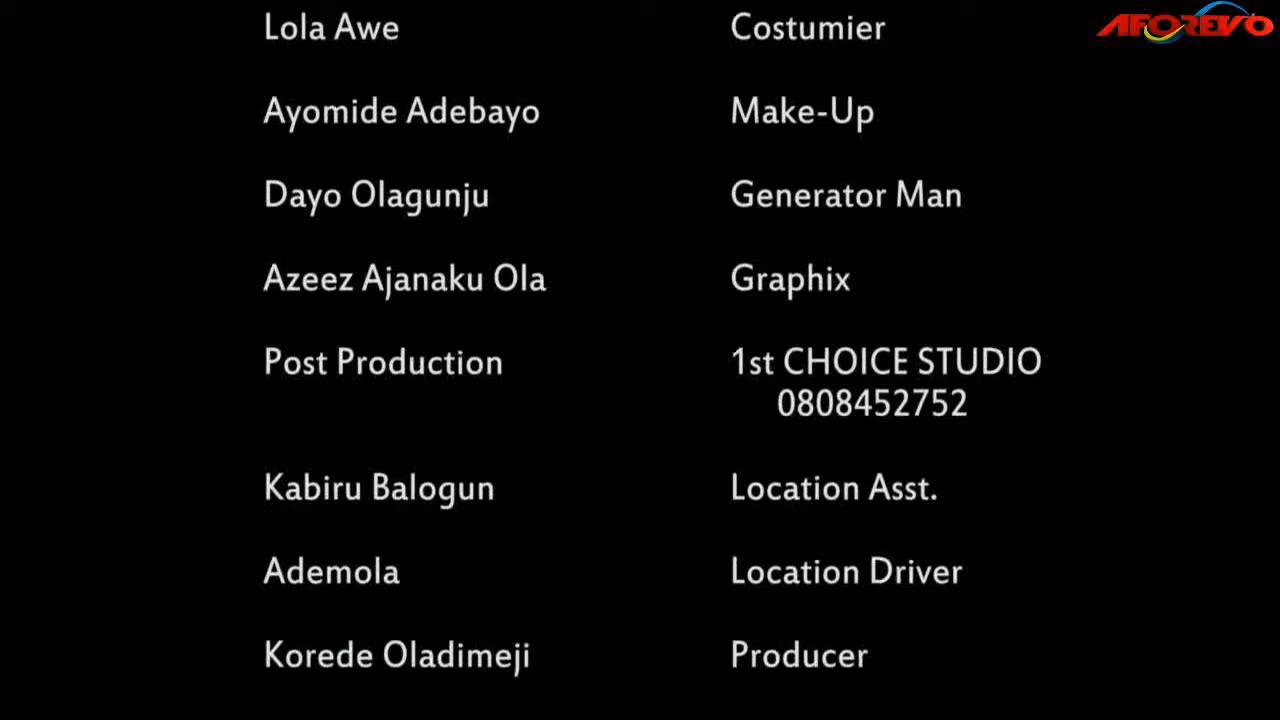 Lola Awe Costumier
AFOREVO
Ayomide Adebayo Make-Up
Dayo Olagunju Generator Man
Azeez Ajanaku Ola Graphix
Post Production 1st CHOICE STUDIO
0808452752
Kabiru Balogun Location Asst.
Ademola Location Driver
Korede Oladimeji Producer